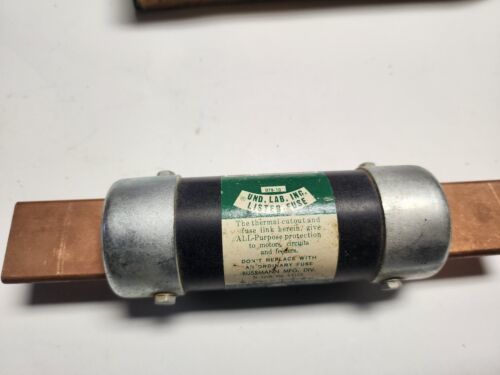 UND. LAB. INC.
LISTED FUSE
The thermal cutout and
fuse link herein, give
ALL-Purpose protection
to motors, circuits
and feeders.
DON'T REPLACE WITH
AN ORDINARY FUSE
BUSSMANN MFG. DIV.